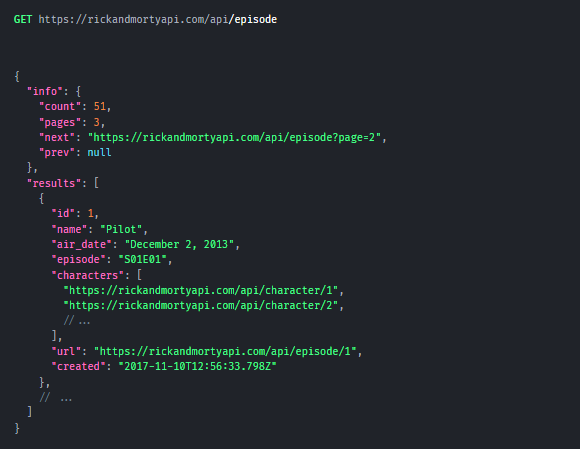 GET https://rickandmortyapi.com/api/episode
{
  "info": {
    "count": 51,
    "pages": 3,
    "next": "https://rickandmortyapi.com/api/episode?page=2",
    "prev": null
  },
  "results": [
    {
      "id": 1,
      "name": "Pilot",
      "air_date": "December 2, 2013",
      "episode": "S01E01",
      "characters": [
        "https://rickandmortyapi.com/api/character/1",
        "https://rickandmortyapi.com/api/character/2",
        //...
      ],
      "url": "https://rickandmortyapi.com/api/episode/1",
      "created": "2017-11-10T12:56:33.798Z"
    },
    // ...
  ]
}